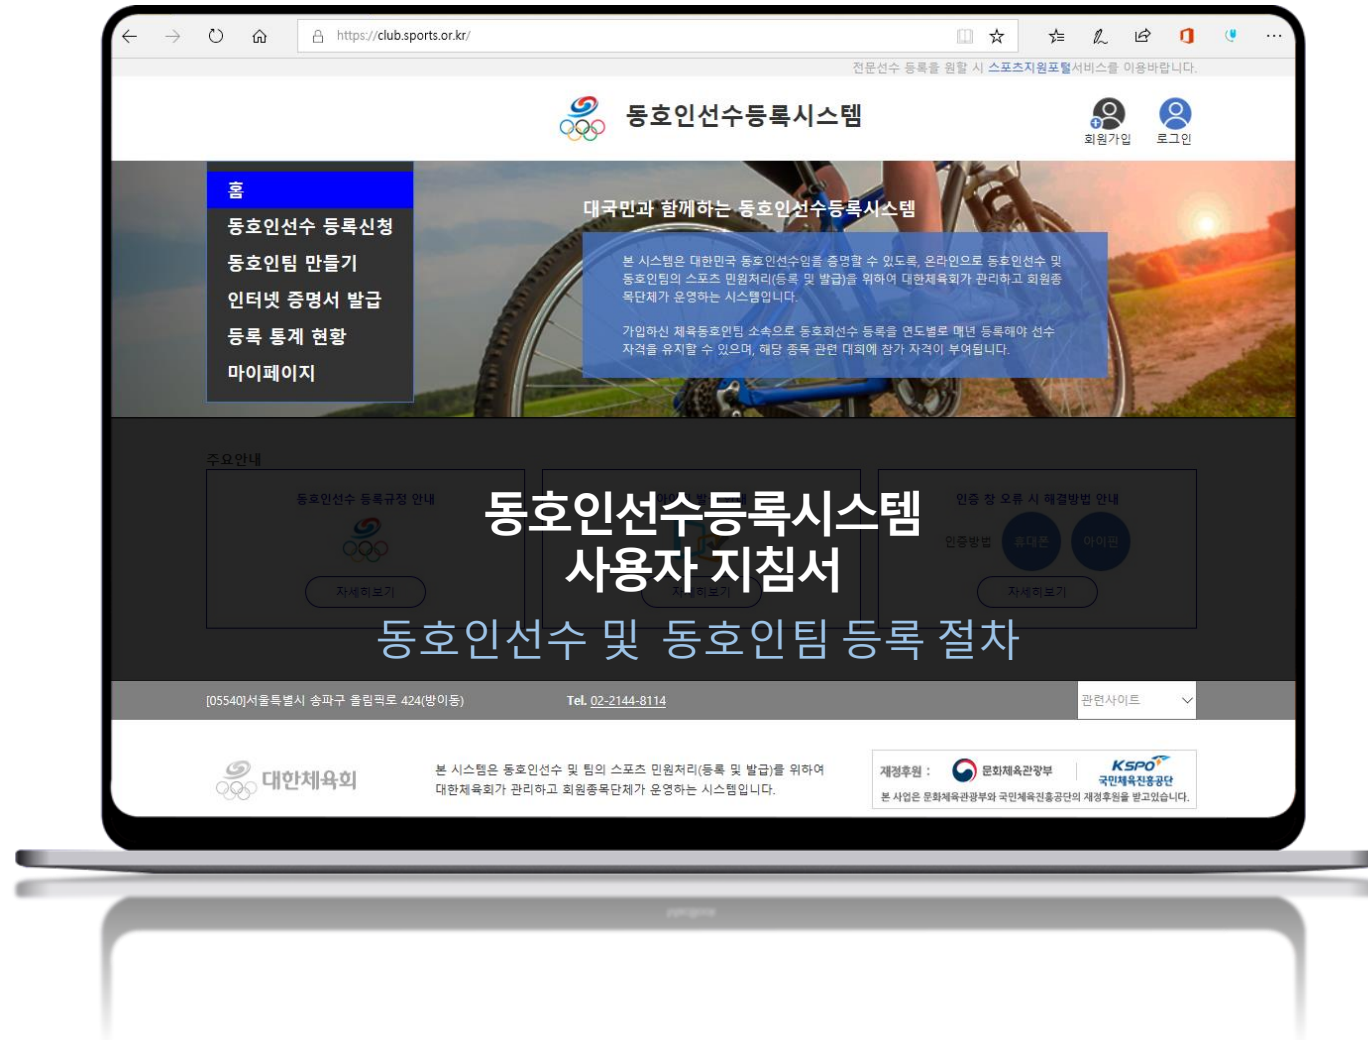 https://club.sports.or.kr/
전문선수 등록을 원할 시 스포츠지원포털서비스를 이용바랍니다.
동호인선수등록시스템
회원가입
로그인
홈
동호인선수 등록신청
동호인팀 만들기
인터넷 증명서 발급
등록 통계 현황
마이페이지
대국민과 함께하는 동호인선수등록시스템
본 시스템은 대한민국 동호인선수임을 증명할 수 있도록, 온라인으로 동호인선수 및
동호인팀의 스포츠 민원처리(등록 및 발급)을 위하여 대한체육회가 관리하고 회원종
목단체가 운영하는 시스템입니다.
가입하신 체육동호인팀 소속으로 동호회선수 등록을 연도별로 매년 등록해야 선수
자격을 유지할 수 있으며, 해당 종목 관련 대회에 참가 자격이 부여됩니다.
주요안내
동호인선수 등록규정 안내
자세히보기
인증 창 오류 시 해결방법 안내
인증방법
휴대폰
아이핀
자세히보기
동호인선수등록시스템
사용자 지침서
자세히보기
동호인선수 및 동호인팀 등록 절차
[05540]서울특별시 송파구 올림픽로 424(방이동)
Tel. 02-2144-8114
관련사이트
대한체육회
본 시스템은 동호인선수 및 팀의 스포츠 민원처리(등록 및 발급)를 위하여
대한체육회가 관리하고 회원종목단체가 운영하는 시스템입니다.
재정후원 :
문화체육관광부
KSPO
국민체육진흥공단
본 사업은 문화체육관광부와 국민체육진흥공단의 재정후원을 받고있습니다.